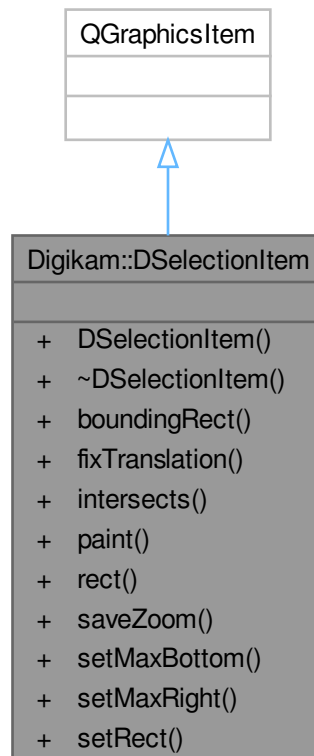 QGraphicsItem
Digikam::DSelectionItem
+ DSelectionItem()
+ ~DSelectionItem()
+ boundingRect()
+ fixTranslation()
+ intersects()
+ paint()
+ rect()
+ saveZoom()
+ setMaxBottom()
+ setMaxRight()
+ setRect()